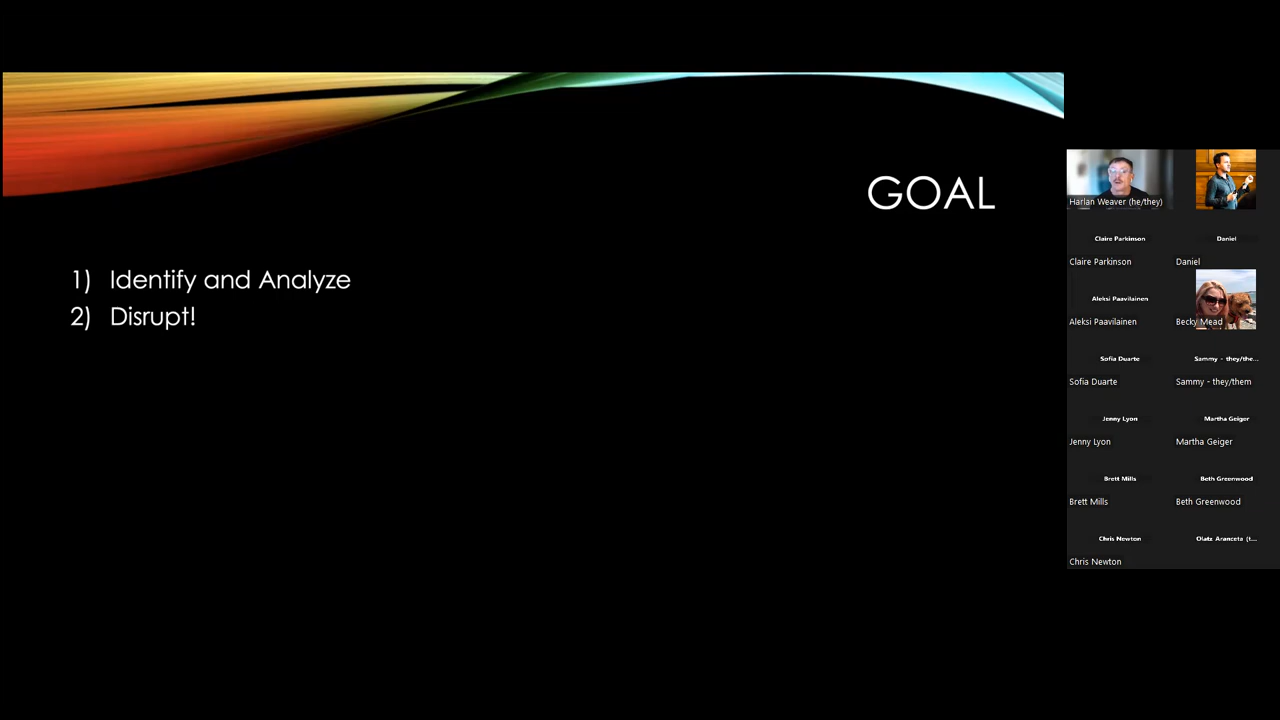 GOAL
1) Identify and Analyze
2) Disrupt!
Harlan Weaver (he/they)
Claire Parkinson
Daniel
Claire Parkinson
Daniel
Aleksi Paavilainen
Aleksi Paavilainen
Becky Mead
Sofia Duarte
Sammy - they/the...
Sofia Duarte
Sammy - they/them
Jenny Lyon
Martha Geiger
Jenny Lyon
Martha Geiger
Brett Mills
Beth Greenwood
Brett Mills
Beth Greenwood
Chris Newton
Olatz Aranceta (t...
Chris Newton